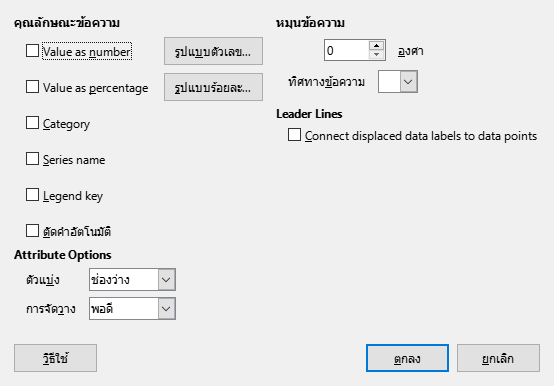 คุณลักษณะข้อความ
Value as number
รูปแบบตัวเลข...
Value as percentage
รูปแบบร้อยละ...
Category
Series name
Legend key
ตัดคำอัตโนมัติ
Attribute Options
ตัวแบ่ง
ช่องว่าง
การจัดวาง
พอดี
หมุนข้อความ
0
องศา
ทิศทางข้อความ
Leader Lines
Connect displaced data labels to data points
วิธีใช้
ตกลง
ยกเลิก